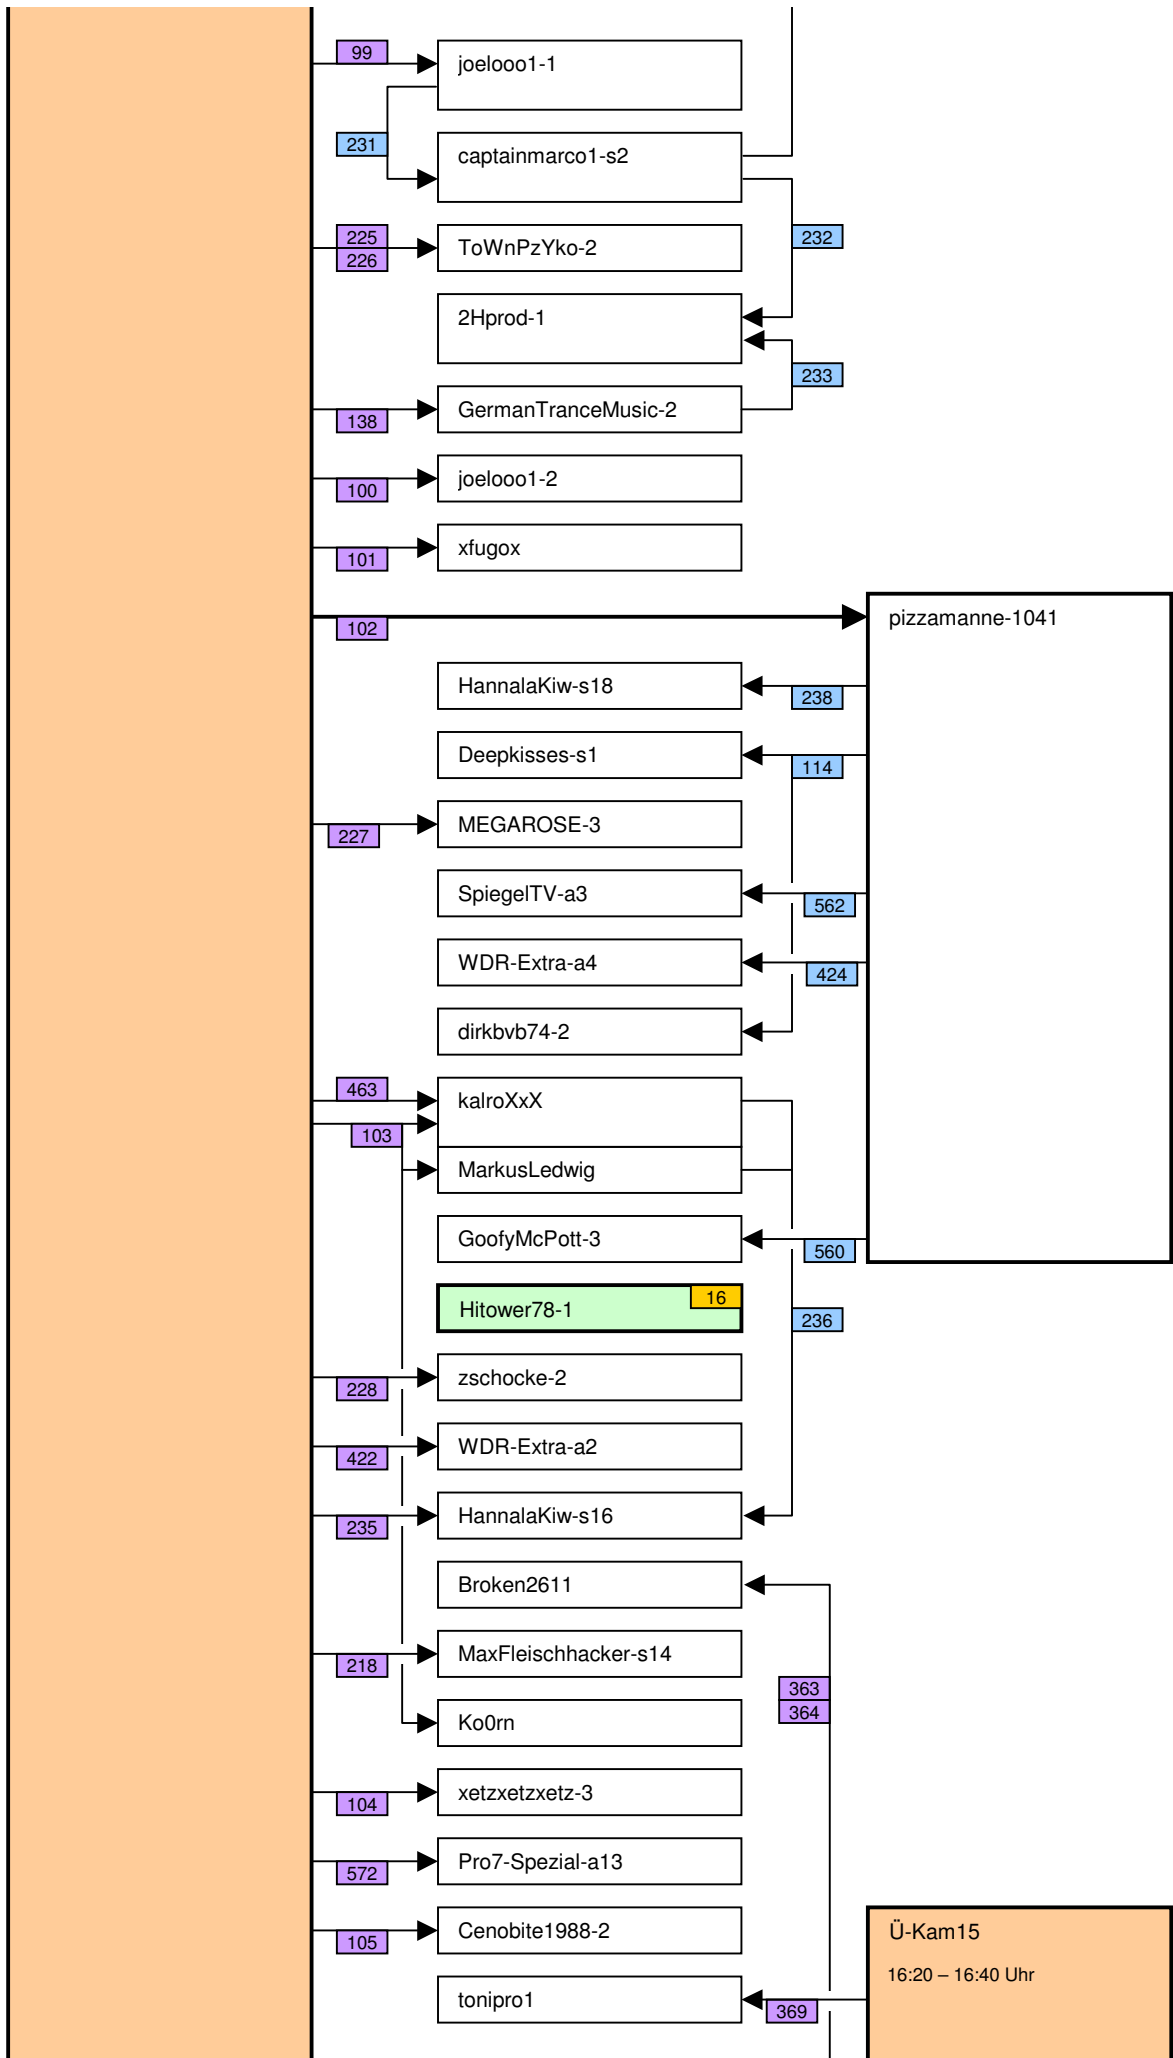 99
joelooo1-1
231
captainmarco1-s2
225
226
ToWnPzYko-2
232
2Hprod-1
233
138
GermanTranceMusic-2
100
joelooo1-2
101
xfugox
102
pizzamanne-1041
HannalaKiw-s18
238
Deepkisses-s1
114
227
MEGAROSE-3
SpiegelTV-a3
562
WDR-Extra-a4
424
dirkbvb74-2
463
kalroXxX
103
MarkusLedwig
GoofyMcPott-3
560
Hitower78-1
16
236
228
zschocke-2
422
WDR-Extra-a2
235
HannalaKiw-s16
Broken2611
218
MaxFleischhacker-s14
363
364
Ko0rn
104
xetzxetzxetz-3
572
Pro7-Spezial-a13
105
Cenobite1988-2
Ü-Kam15
16:20 – 16:40 Uhr
tonipro1
369